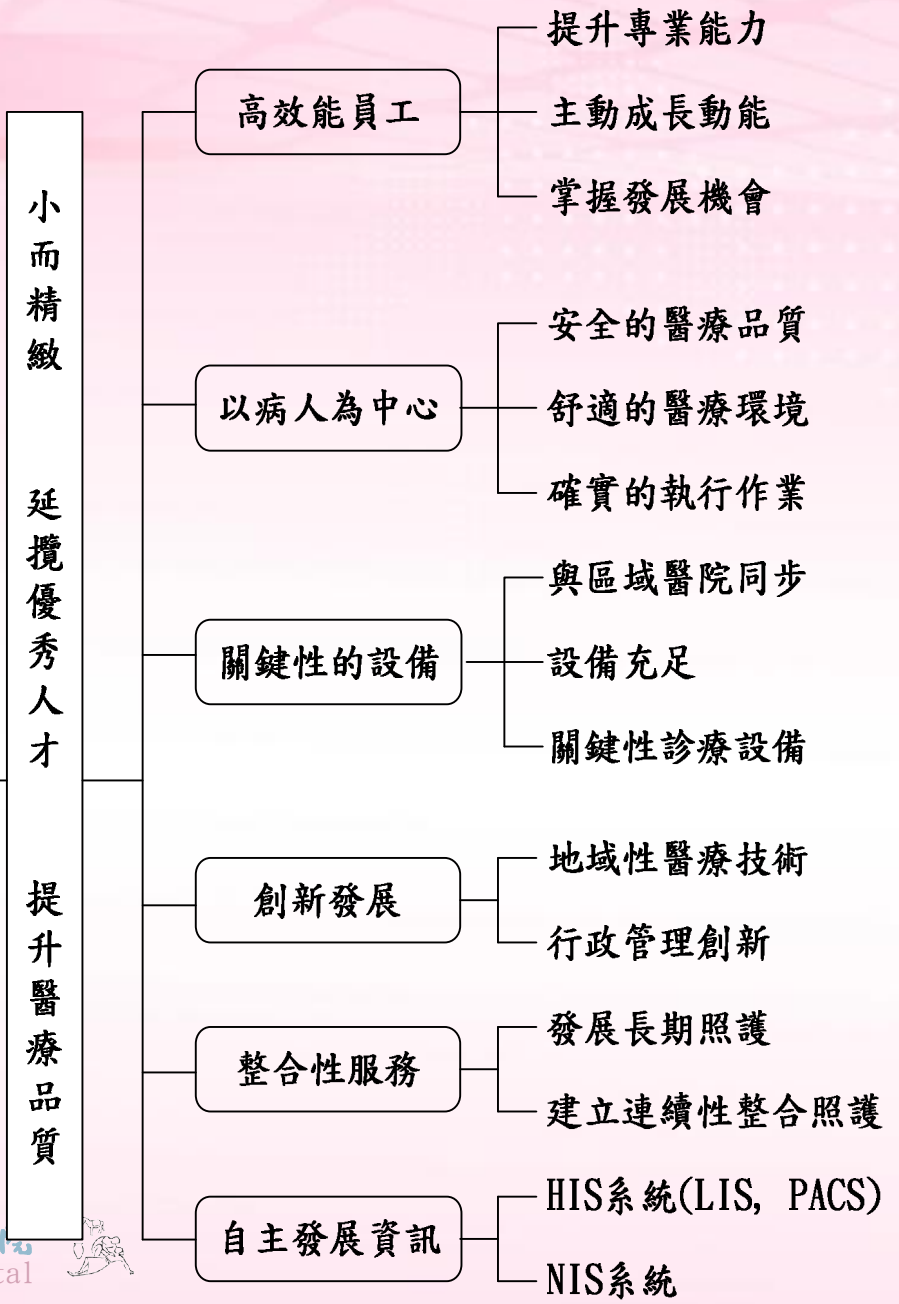 小而精緻
延攬優秀人才
提升醫療品質
高效能員工
提升專業能力
主動成長動能
掌握發展機會
以病人為中心
安全的醫療品質
舒適的醫療環境
確實的執行作業
關鍵性的設備
與區域醫院同步
設備充足
關鍵性診療設備
創新發展
地域性醫療技術
行政管理創新
整合性服務
發展長期照護
建立連續性整合照護
自主發展資訊
HIS系統(LIS, PACS)
NIS系統
院
tal